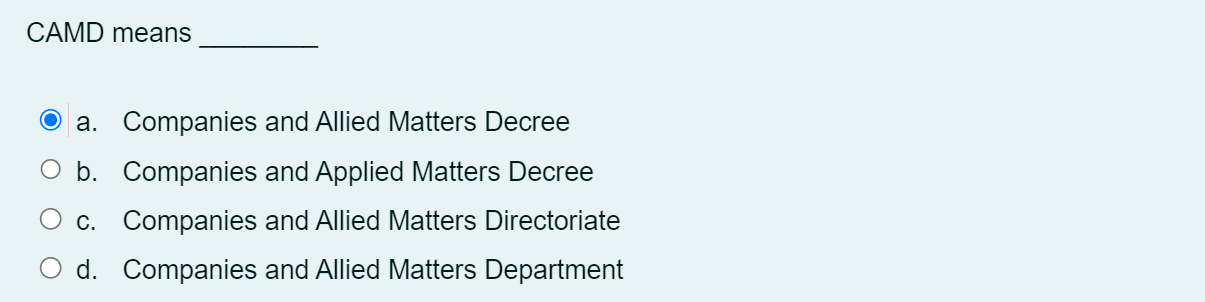 CAMD means ________
a. Companies and Allied Matters Decree
b. Companies and Applied Matters Decree
c. Companies and Allied Matters Directoriate
d. Companies and Allied Matters Department